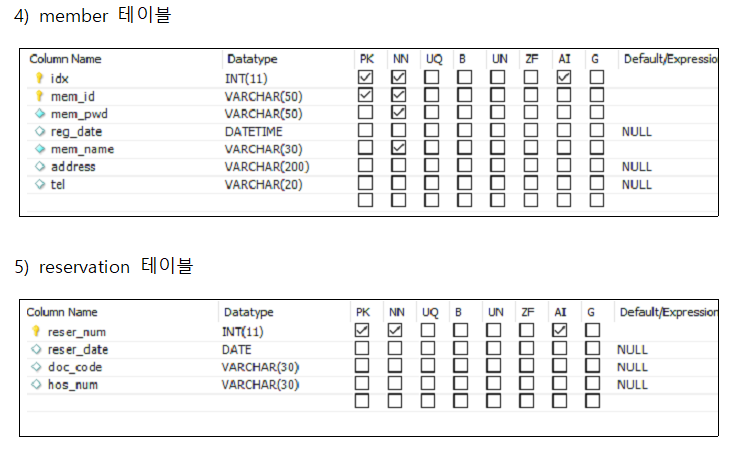 4) member 테이블
Column Name Datatype PK NN UQ B UN ZF AI G Default/Expressio
idx INT(11)
mem_id VARCHAR(50)
mem_pwd VARCHAR(50)
reg_date DATETIME NULL
mem_name VARCHAR(30)
address VARCHAR(200) NULL
tel VARCHAR(20) NULL
5) reservation 테이블
Column Name Datatype PK NN UQ B UN ZF AI G Default/Expression
reser_num INT(11)
reser_date DATE NULL
doc_code VARCHAR(30) NULL
hos_num VARCHAR(30) NULL